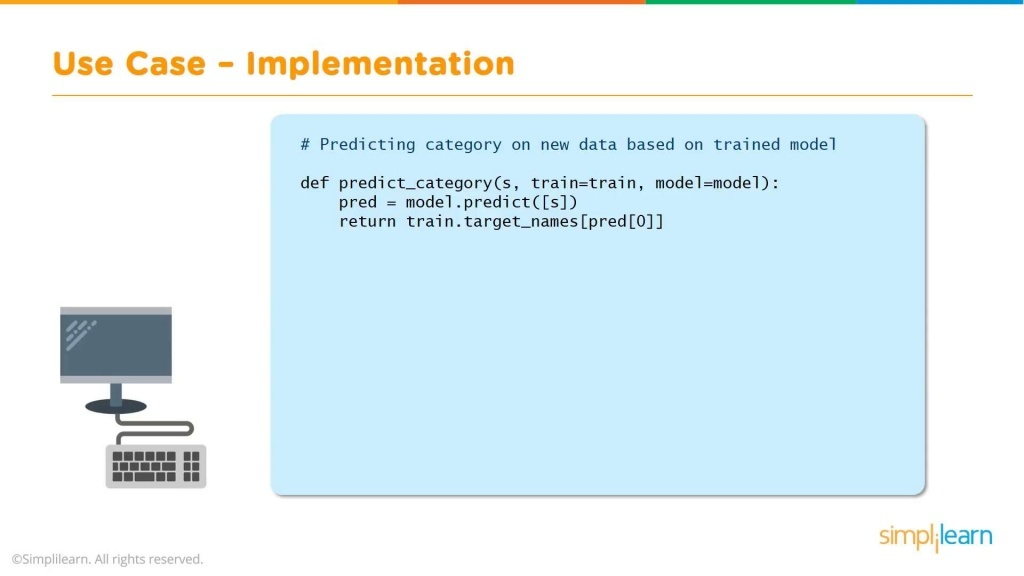 Use Case – Implementation
# Predicting category on new data based on trained model
def predict_category(s, train=train, model=model):
    pred = model.predict([s])
    return train.target_names[pred[0]]
simplilearn
©Simplilearn. All rights reserved.